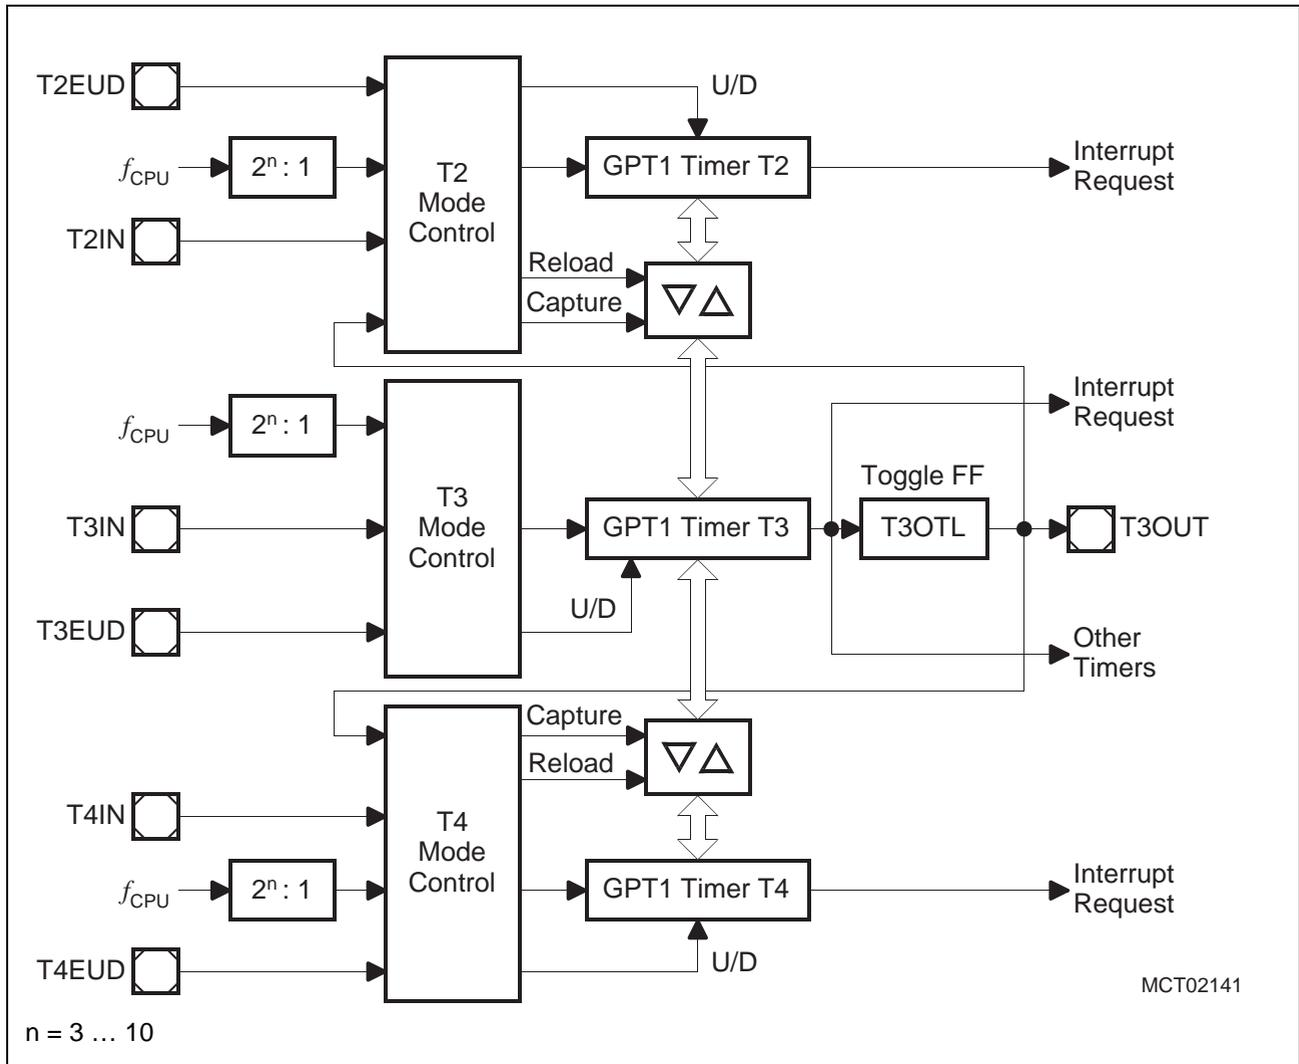 T2EUD
U/D
fCPU
2ⁿ : 1
T2
Mode
Control
GPT1 Timer T2
Interrupt
Request
T2IN
Reload
Capture
fCPU
2ⁿ : 1
Interrupt
Request
T3IN
T3
Mode
Control
GPT1 Timer T3
Toggle FF
T3OTL
T3OUT
T3EUD
U/D
Other
Timers
Capture
Reload
T4IN
T4
Mode
Control
fCPU
2ⁿ : 1
GPT1 Timer T4
Interrupt
Request
T4EUD
U/D
MCT02141
n = 3 … 10